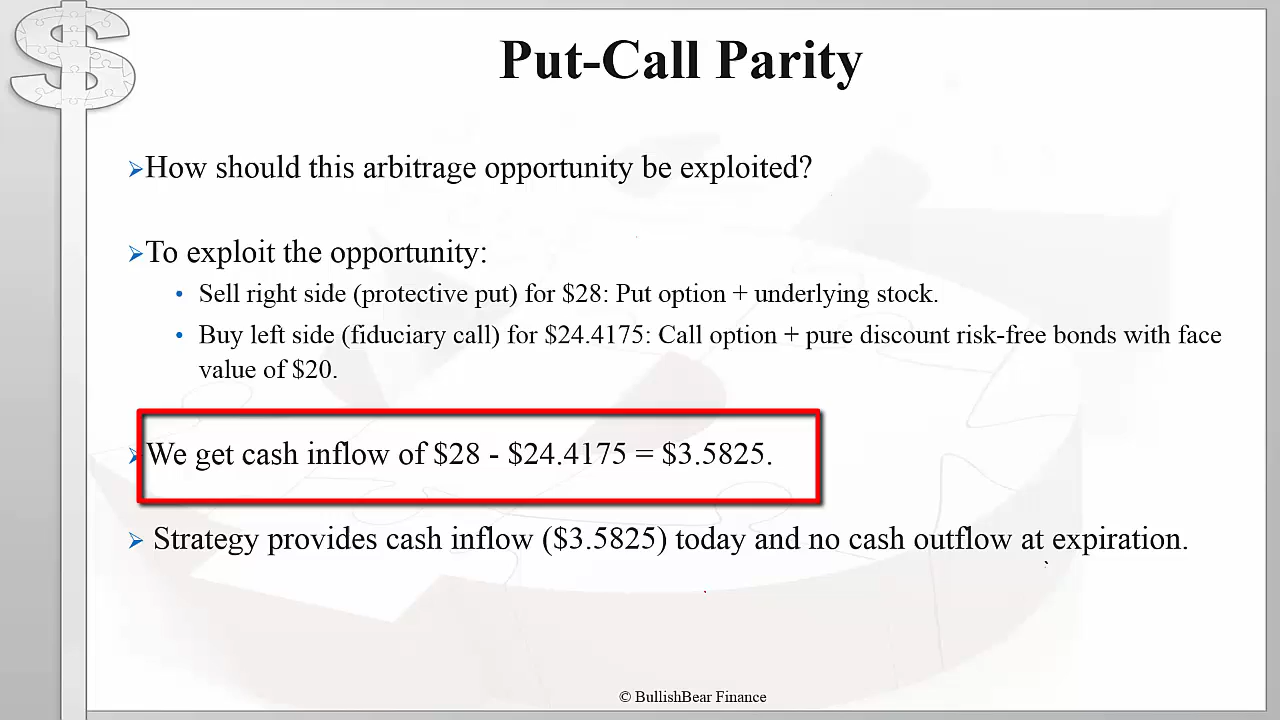 Put-Call Parity
➢How should this arbitrage opportunity be exploited?
➢To exploit the opportunity:
• Sell right side (protective put) for $28: Put option + underlying stock.
• Buy left side (fiduciary call) for $24.4175: Call option + pure discount risk-free bonds with face
value of $20.
➢We get cash inflow of $28 - $24.4175 = $3.5825.
➢ Strategy provides cash inflow ($3.5825) today and no cash outflow at expiration.
© BullishBear Finance